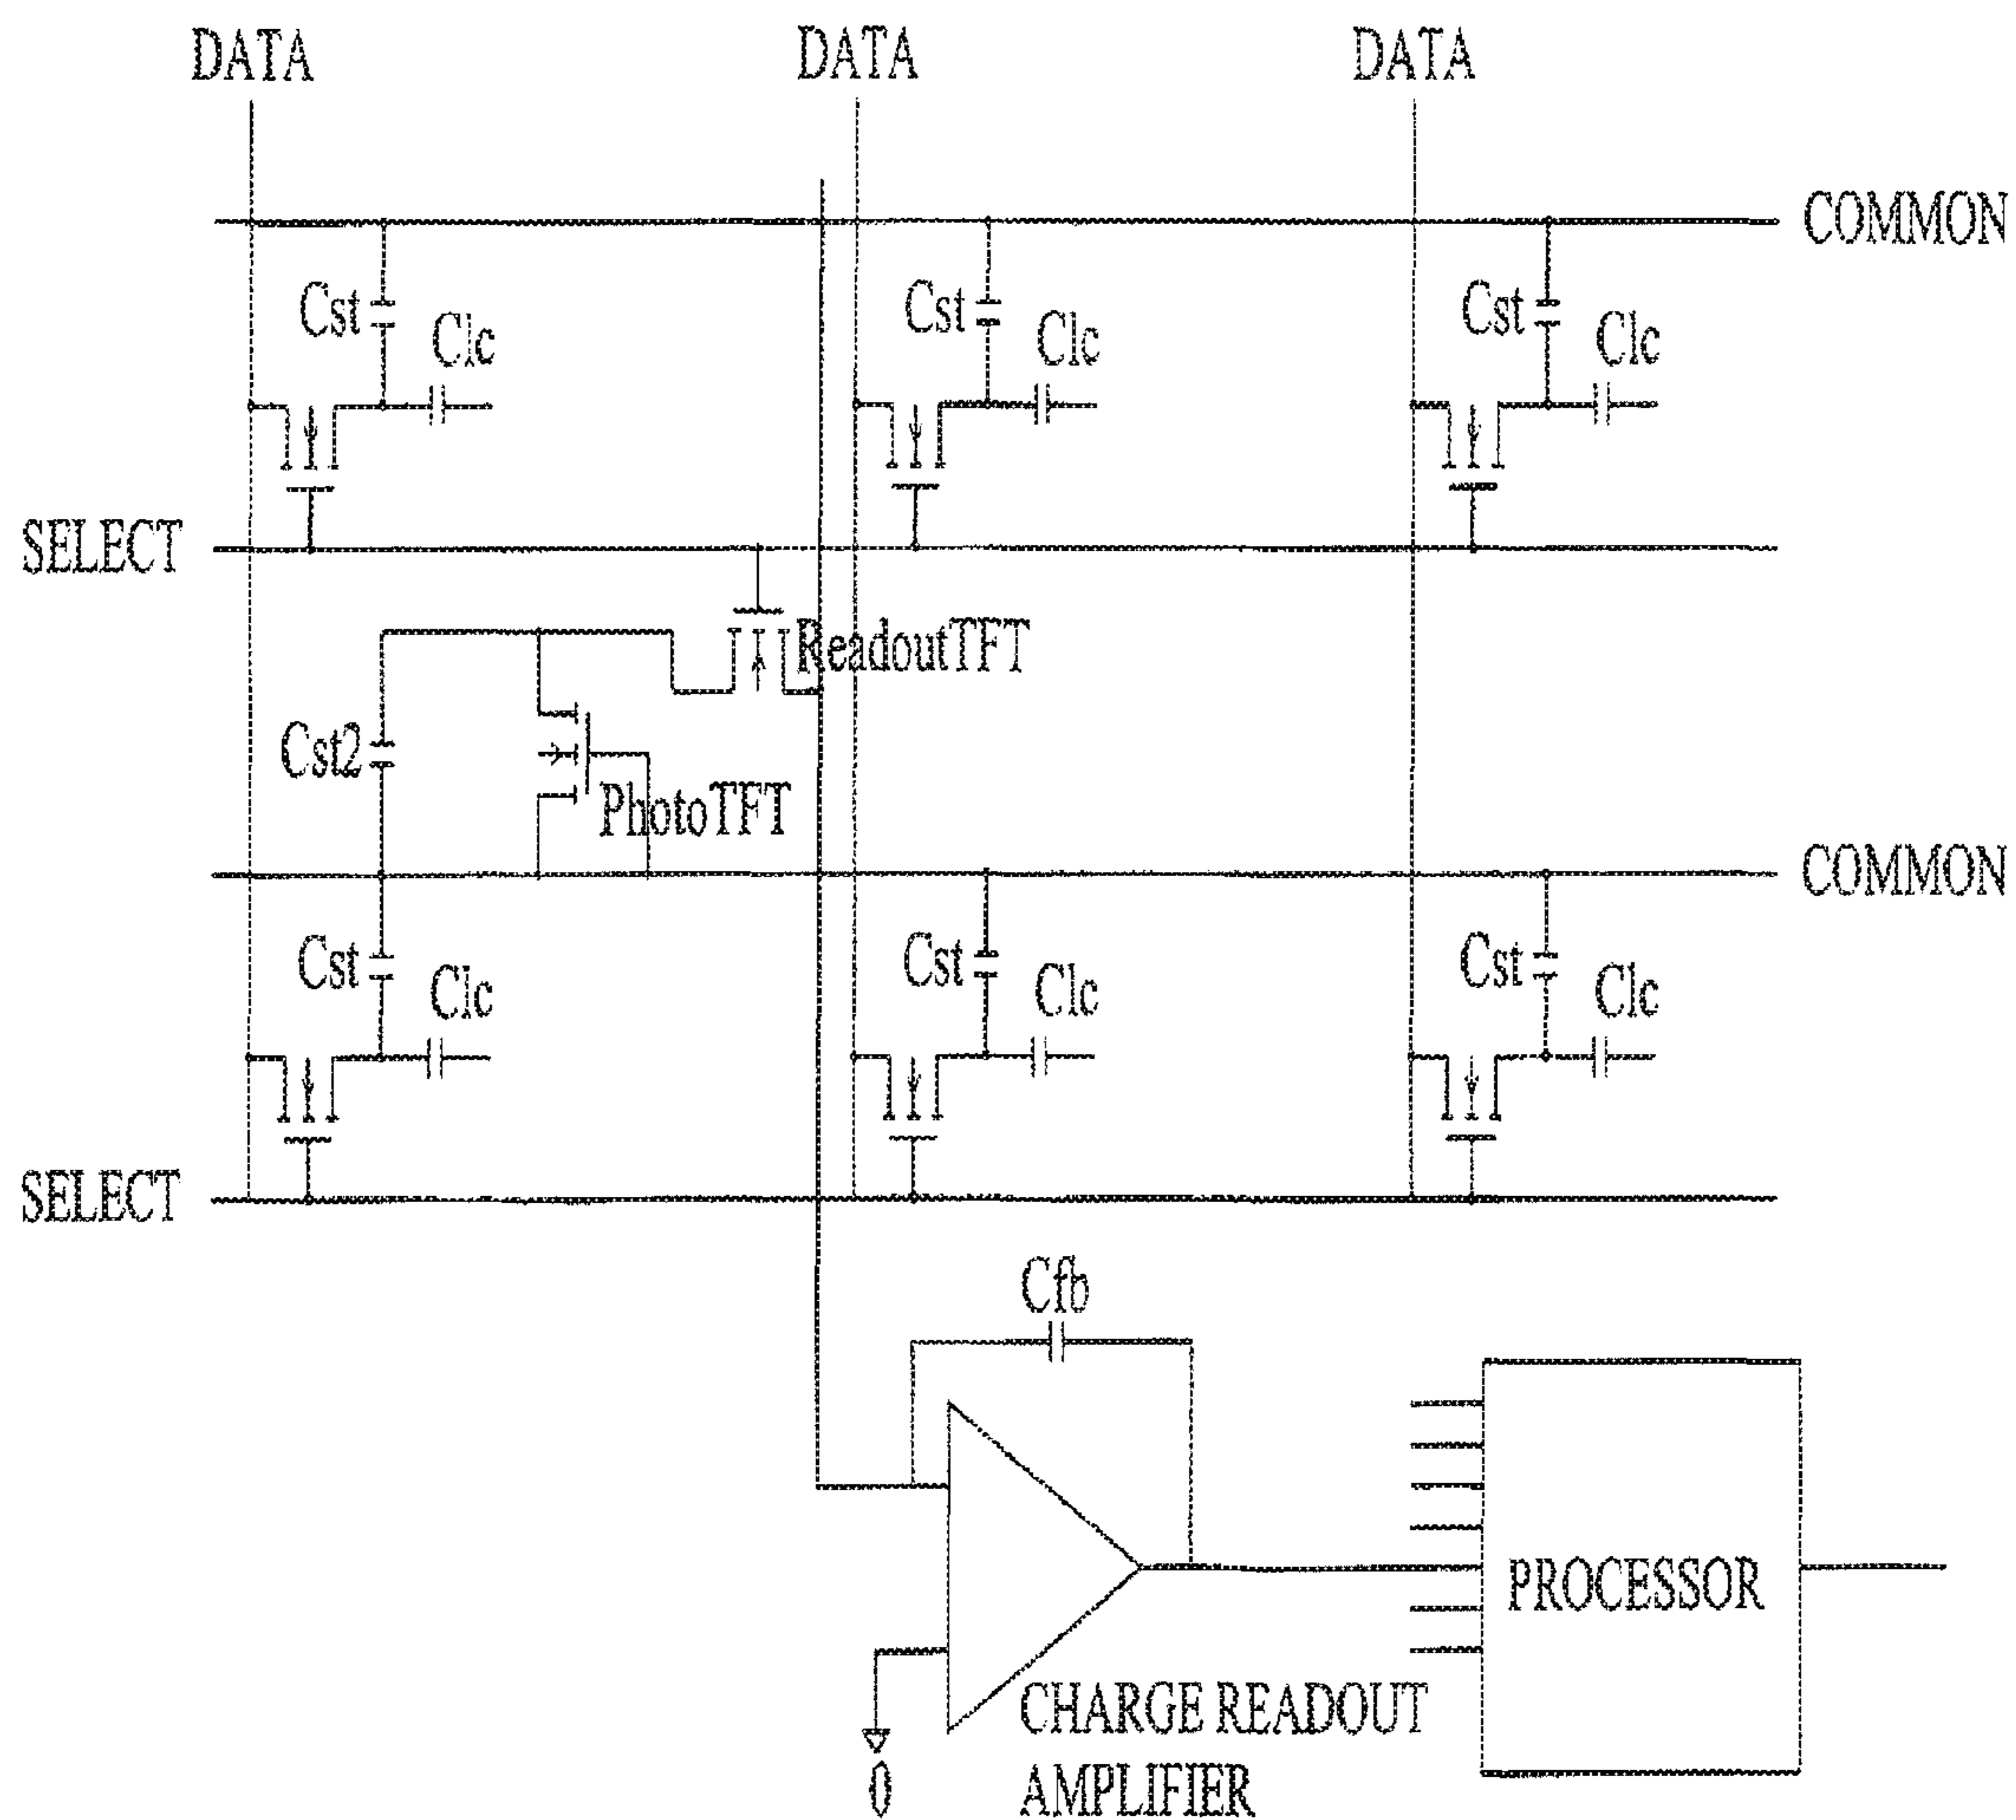 DATA DATA DATA
COMMON
Cst Clc Cst Clc Cst Clc
SELECT
ReadoutTFT
Cst2
PhotoTFT
COMMON
Cst Clc Cst Clc Cst Clc
SELECT
Cfb
PROCESSOR
CHARGE READOUT
AMPLIFIER
0